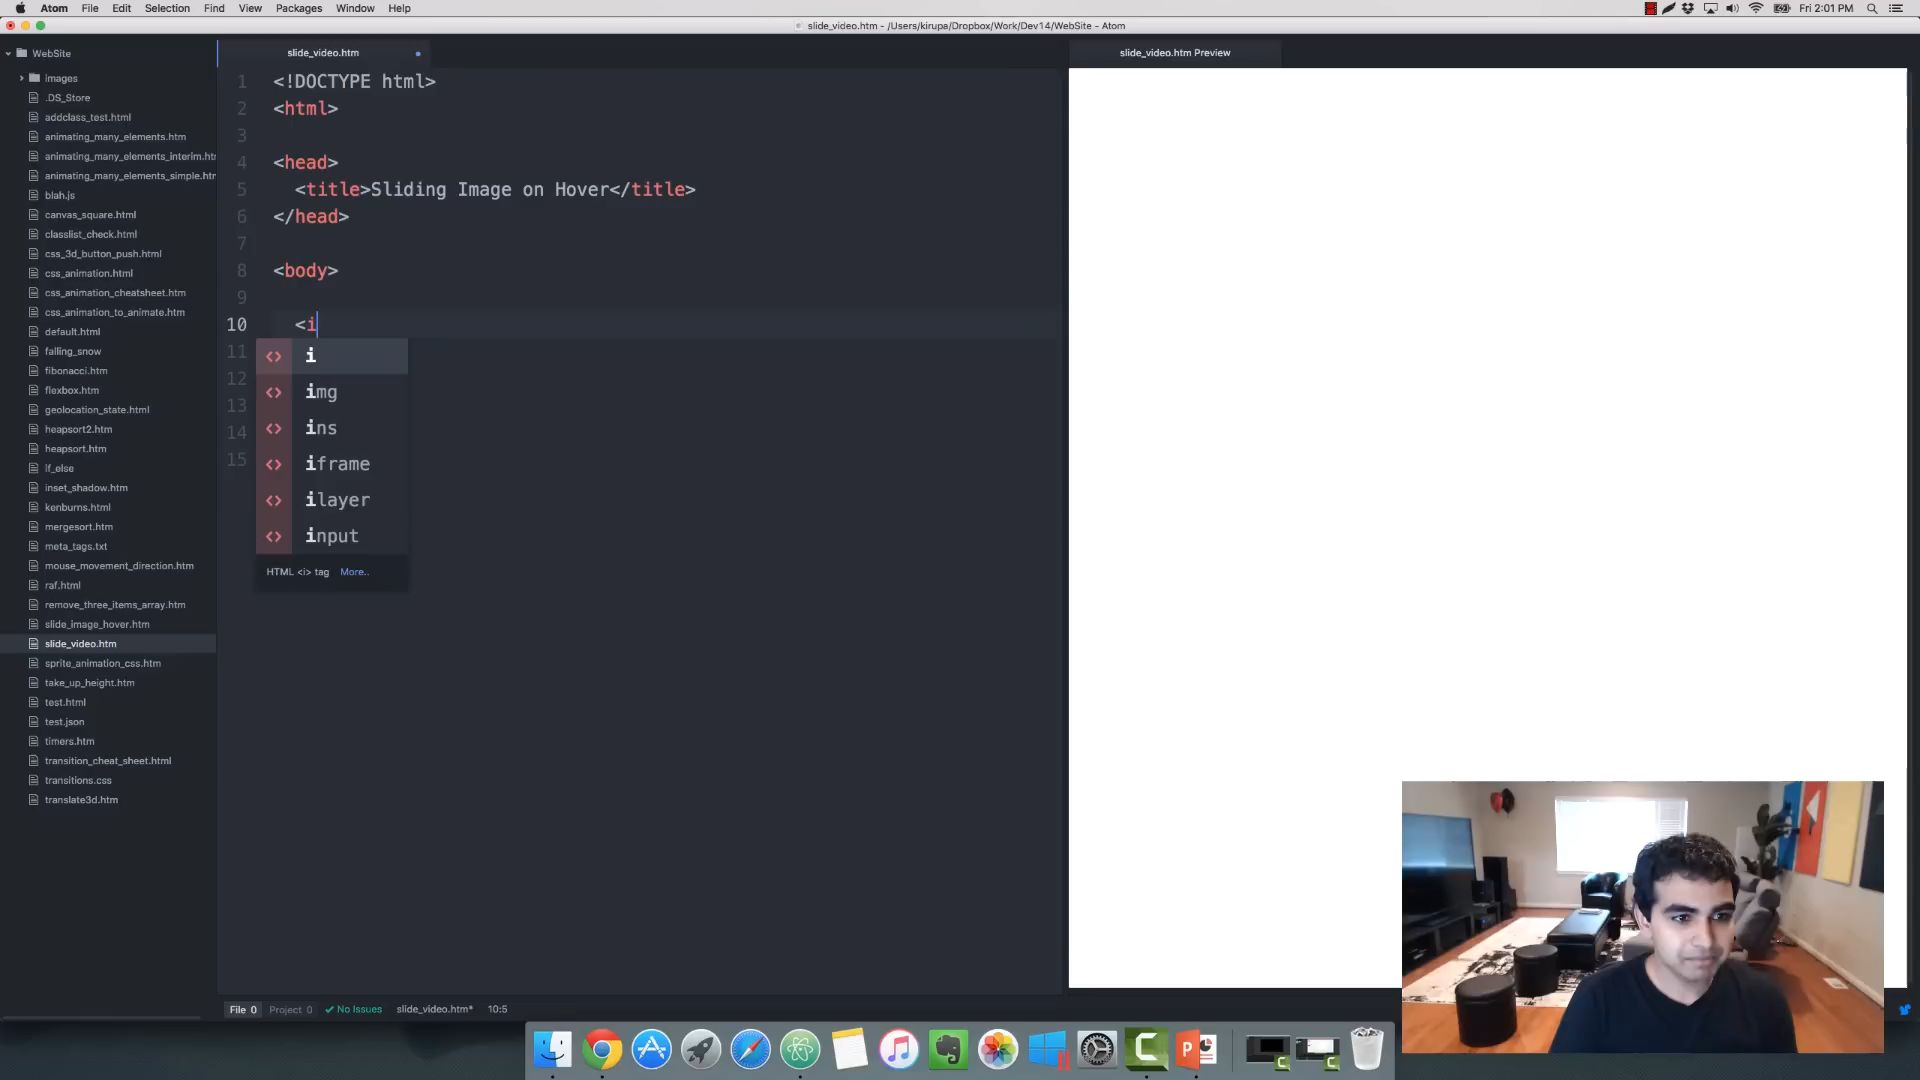 Atom File Edit Selection Find View Packages Window Help Fri 2:01 PM
slide_video.htm - /Users/kirupa/Dropbox/Work/Dev14/WebSite - Atom
WebSite
images
.DS_Store
addclass_test.html
animating_many_elements.htm
animating_many_elements_interim.htm
animating_many_elements_simple.htm
blah.js
canvas_square.html
classlist_check.html
css_3d_button_push.html
css_animation.html
css_animation_cheatsheet.htm
css_animation_to_animate.htm
default.html
falling_snow
fibonacci.htm
flexbox.htm
geolocation_state.html
heapsort2.htm
heapsort.htm
If_else
inset_shadow.htm
kenburns.html
mergesort.htm
meta_tags.txt
mouse_movement_direction.htm
raf.html
remove_three_items_array.htm
slide_image_hover.htm
slide_video.htm
sprite_animation_css.htm
take_up_height.htm
test.html
test.json
timers.htm
transition_cheat_sheet.html
transitions.css
translate3d.htm
slide_video.htm
1 <!DOCTYPE html>
2 <html>
3
4 <head>
5 <title>Sliding Image on Hover</title>
6 </head>
7
8 <body>
9
10 <i
11
12
13
14
15
i
img
ins
iframe
ilayer
input
HTML <i> tag More..
slide_video.htm Preview
File 0 Project 0 No Issues slide_video.htm* 10:5